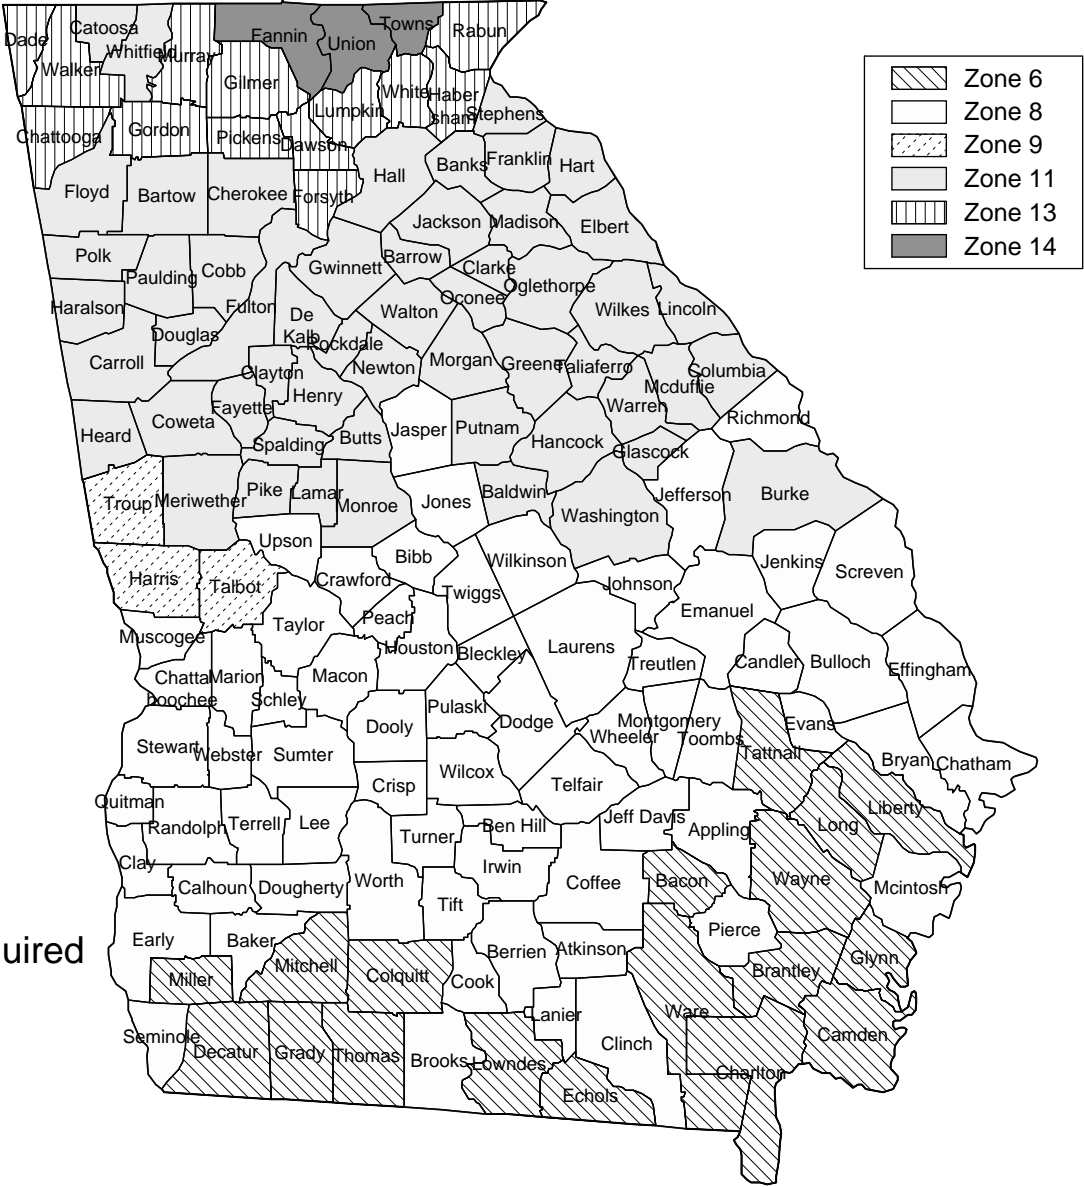 Zone 6
Zone 8
Zone 9
Zone 11
Zone 13
Zone 14
uired
Dade
Catoosa
Whitfield
Murray
Walker
Fannin
Union
Towns
Rabun
Gilmer
White
Haber
sham
Stephens
Lumpkin
Chattooga
Gordon
Pickens
Dawson
Hall
Banks
Franklin
Hart
Floyd
Bartow
Cherokee
Forsyth
Jackson
Madison
Elbert
Polk
Paulding
Cobb
Gwinnett
Barrow
Clarke
Oconee
Oglethorpe
Wilkes
Lincoln
Haralson
Douglas
Fulton
De
Kalb
Rockdale
Walton
Carroll
Clayton
Newton
Morgan
Greene
Taliaferro
Columbia
Mcduffie
Warren
Henry
Fayette
Richmond
Heard
Coweta
Spalding
Butts
Jasper
Putnam
Hancock
Glascock
Troup
Meriwether
Pike
Lamar
Monroe
Jones
Baldwin
Washington
Jefferson
Burke
Upson
Bibb
Wilkinson
Jenkins
Screven
Harris
Talbot
Crawford
Twiggs
Johnson
Emanuel
Taylor
Peach
Muscogee
Houston
Bleckley
Laurens
Treutlen
Candler
Bulloch
Effingham
Chatta
hoochee
Marion
Schley
Macon
Pulaski
Dooly
Dodge
Montgomery
Wheeler
Toombs
Tattnall
Evans
Stewart
Webster
Sumter
Bryan
Chatham
Crisp
Wilcox
Telfair
Quitman
Randolph
Terrell
Lee
Turner
Ben Hill
Jeff Davis
Appling
Long
Liberty
Clay
Calhoun
Dougherty
Worth
Irwin
Tift
Coffee
Bacon
Wayne
Mcintosh
Early
Baker
Mitchell
Colquitt
Berrien
Atkinson
Pierce
Brantley
Glynn
Miller
Cook
Seminole
Decatur
Grady
Thomas
Brooks
Lowndes
Lanier
Clinch
Ware
Echols
Charlton
Camden